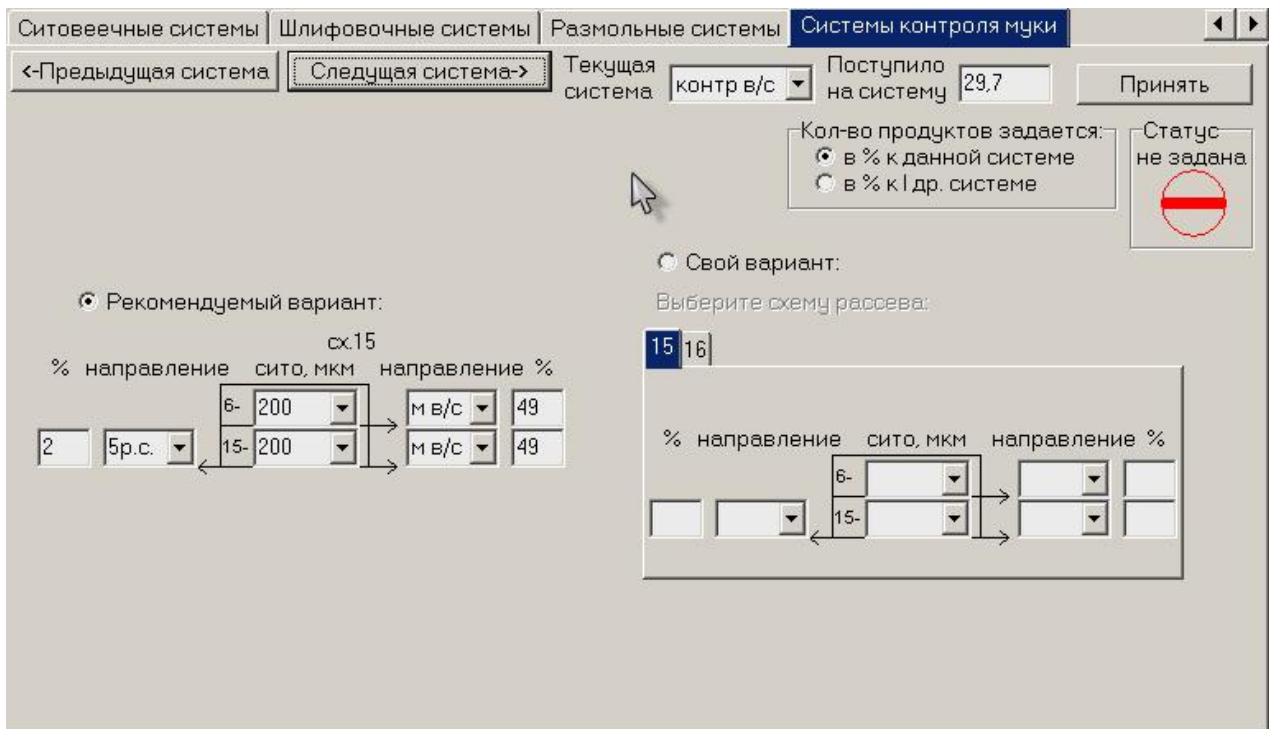 Ситовеечные системы Шлифовочные системы Размольные системы Системы контроля муки
<-Предыдущая система Следущая система-> Текущая система контр в/с Поступило на систему 29,7 Принять
Кол-во продуктов задается: Статус
в % к данной системе не задана
в % к I др. системе
Свой вариант:
Рекомендуемый вариант: Выберите схему рассева:
сх.15 15 16
% направление сито, мкм направление %
6- 200 м в/с 49
2 5р.с. 15- 200 м в/с 49
% направление сито, мкм направление %
6-
15-